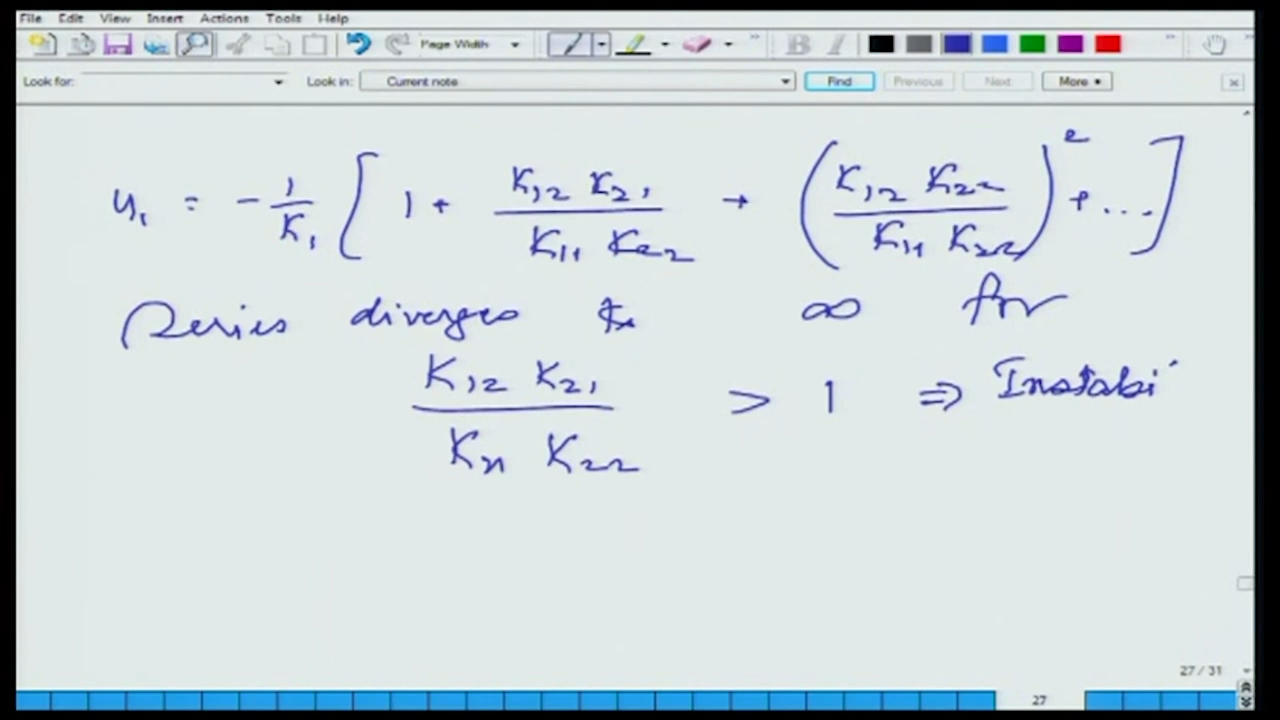 File Edit View Insert Actions Tools Help
Page Width
Look for: Look in: Current note Find Previous Next More
u₁ = -1/K₁ [ 1 + (K₁₂ K₂₁)/(K₁₁ K₂₂) + ((K₁₂ K₂₂)/(K₁₁ K₂₂))² + ... ]
Series diverges to ∞ for
(K₁₂ K₂₁)/(K₁₁ K₂₂) > 1 ⇒ Instabi
27 / 31
27